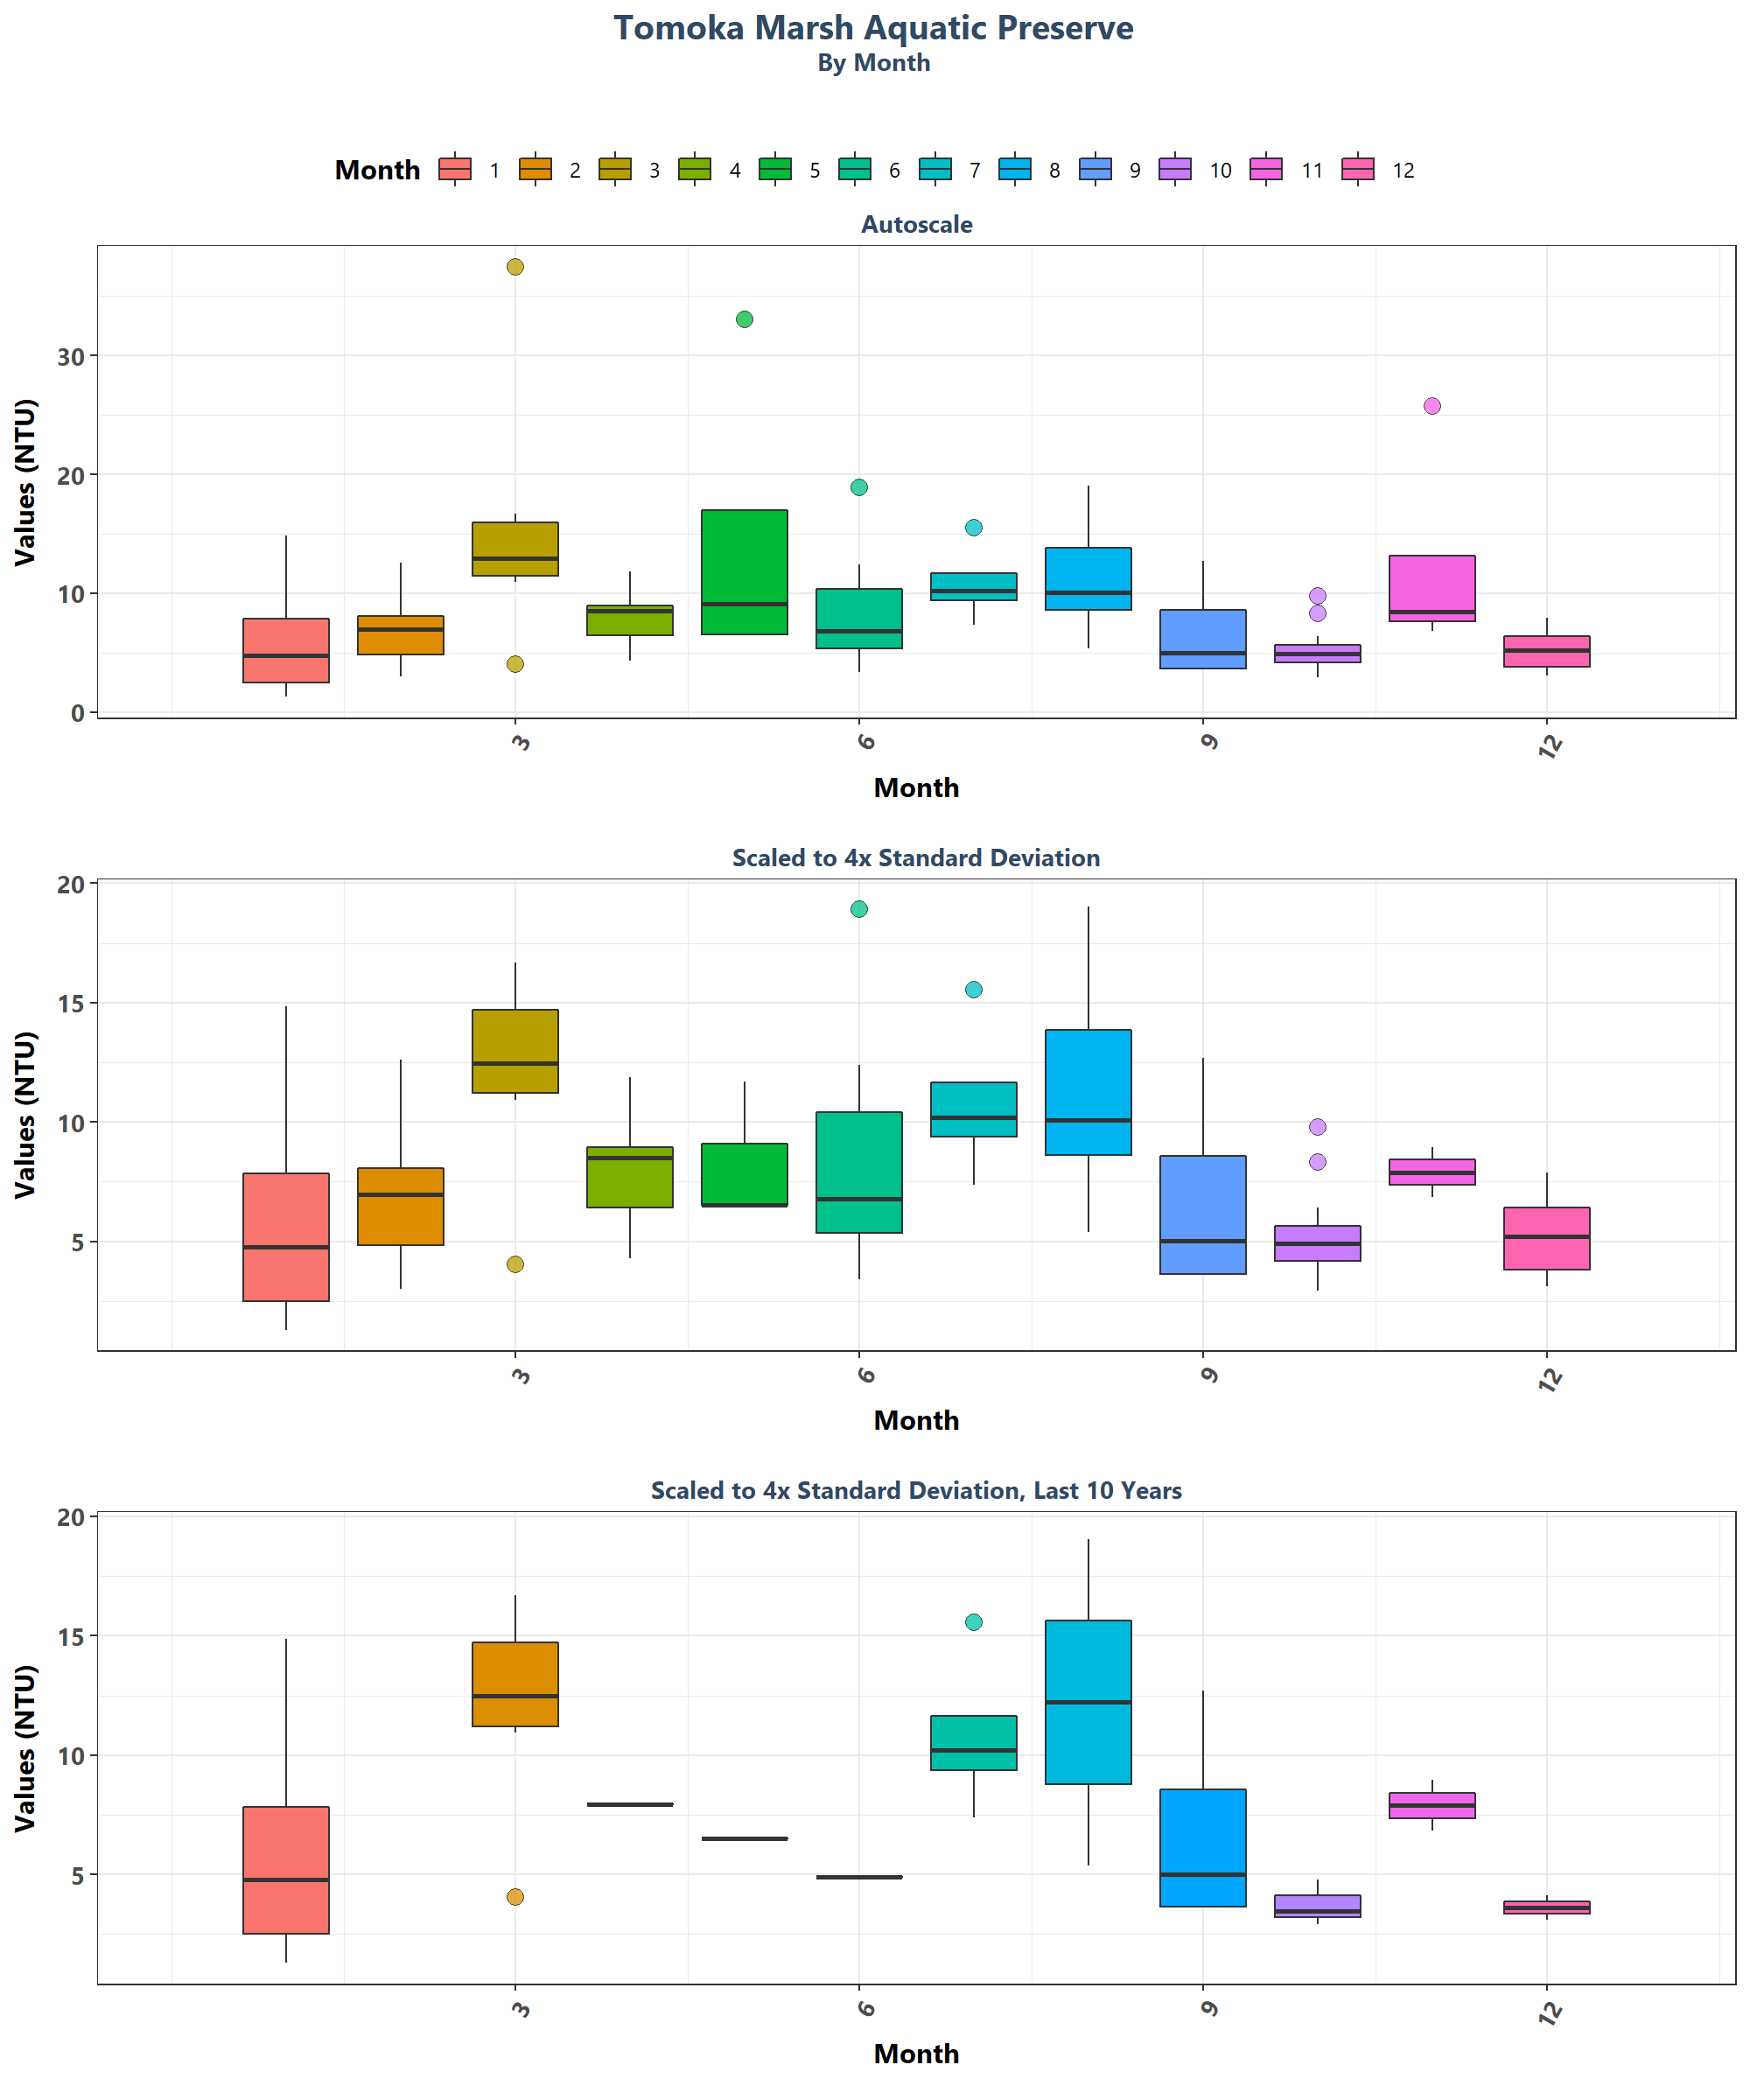 Tomoka Marsh Aquatic Preserve
By Month
Month 1 2 3 4 5 6 7 8 9 10 11 12
Autoscale
Values (NTU)
30
20
10
0
3 6 9 12
Month
Scaled to 4x Standard Deviation
Values (NTU)
20
15
10
5
3 6 9 12
Month
Scaled to 4x Standard Deviation, Last 10 Years
Values (NTU)
20
15
10
5
3 6 9 12
Month